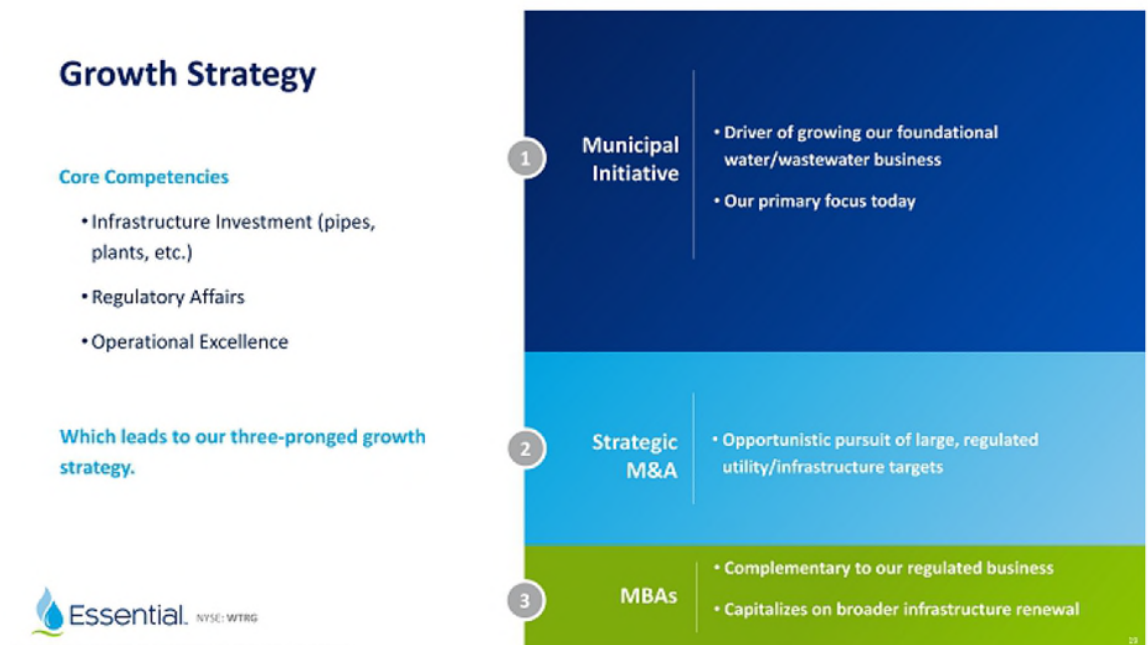 Growth Strategy
Core Competencies
• Infrastructure Investment (pipes,
plants, etc.)
• Regulatory Affairs
• Operational Excellence
Which leads to our three-pronged growth
strategy.
Essential. NYSE: WTRG
1
Municipal
Initiative
• Driver of growing our foundational
water/wastewater business
• Our primary focus today
2
Strategic
M&A
• Opportunistic pursuit of large, regulated
utility/infrastructure targets
3
MBAs
• Complementary to our regulated business
• Capitalizes on broader infrastructure renewal